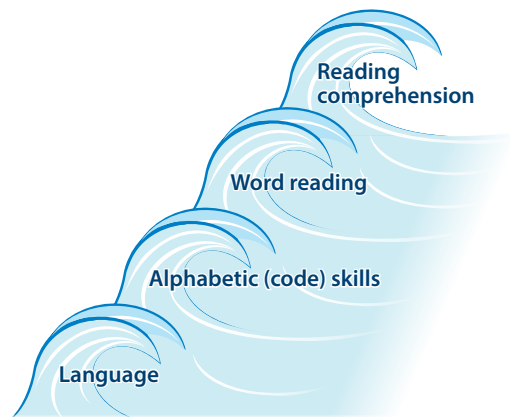 Reading
comprehension
Word reading
Alphabetic (code) skills
Language